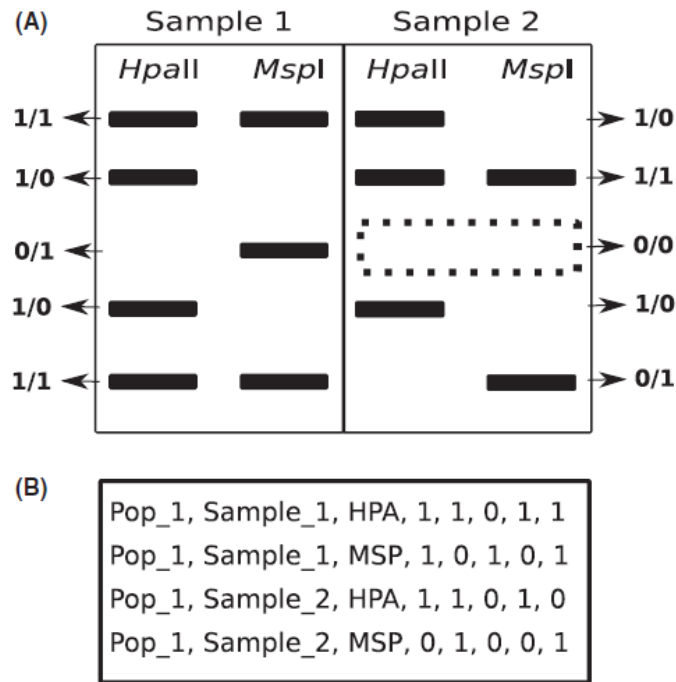 (A) Sample 1 Sample 2
HpaII MspI HpaII MspI
1/1 1/0
1/0 1/1
0/1 0/0
1/0 1/0
1/1 0/1
(B)
Pop_1, Sample_1, HPA, 1, 1, 0, 1, 1
Pop_1, Sample_1, MSP, 1, 0, 1, 0, 1
Pop_1, Sample_2, HPA, 1, 1, 0, 1, 0
Pop_1, Sample_2, MSP, 0, 1, 0, 0, 1